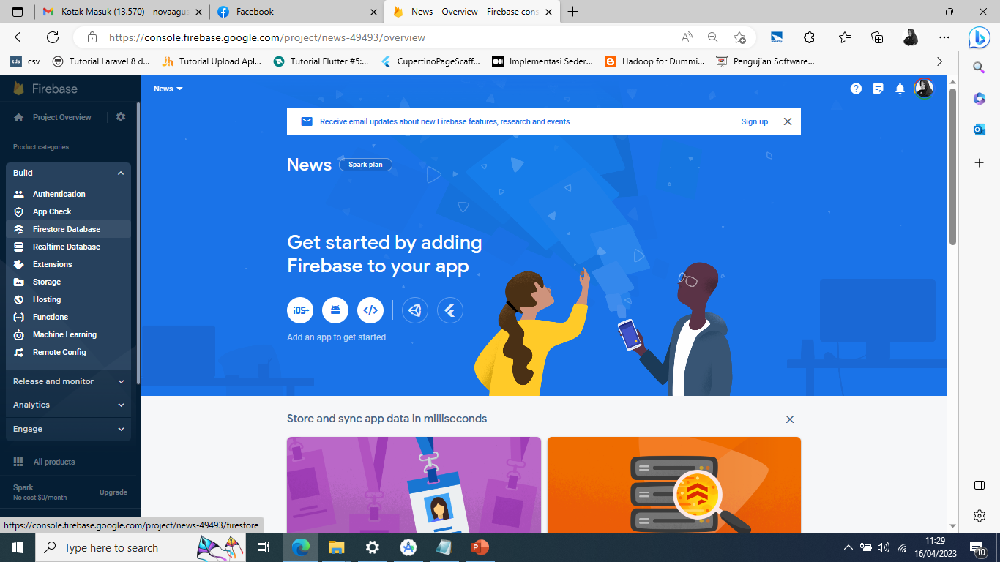 Kotak Masuk (13.570) - novaagus
Facebook
News – Overview – Firebase cons
https://console.firebase.google.com/project/news-49493/overview
csv
Tutorial Laravel 8 d...
Tutorial Upload Apl...
Tutorial Flutter #5:...
CupertinoPageScaff...
Implementasi Seder...
Hadoop for Dummi...
Pengujian Software...
Firebase
Project Overview
Product categories
Build
Authentication
App Check
Firestore Database
Realtime Database
Extensions
Storage
Hosting
Functions
Machine Learning
Remote Config
Release and monitor
Analytics
Engage
All products
Spark
No cost $0/month
Upgrade
https://console.firebase.google.com/project/news-49493/firestore
News
Receive email updates about new Firebase features, research and events
Sign up
News
Spark plan
Get started by adding
Firebase to your app
iOS+
Add an app to get started
Store and sync app data in milliseconds
Type here to search
11:29
16/04/2023
10